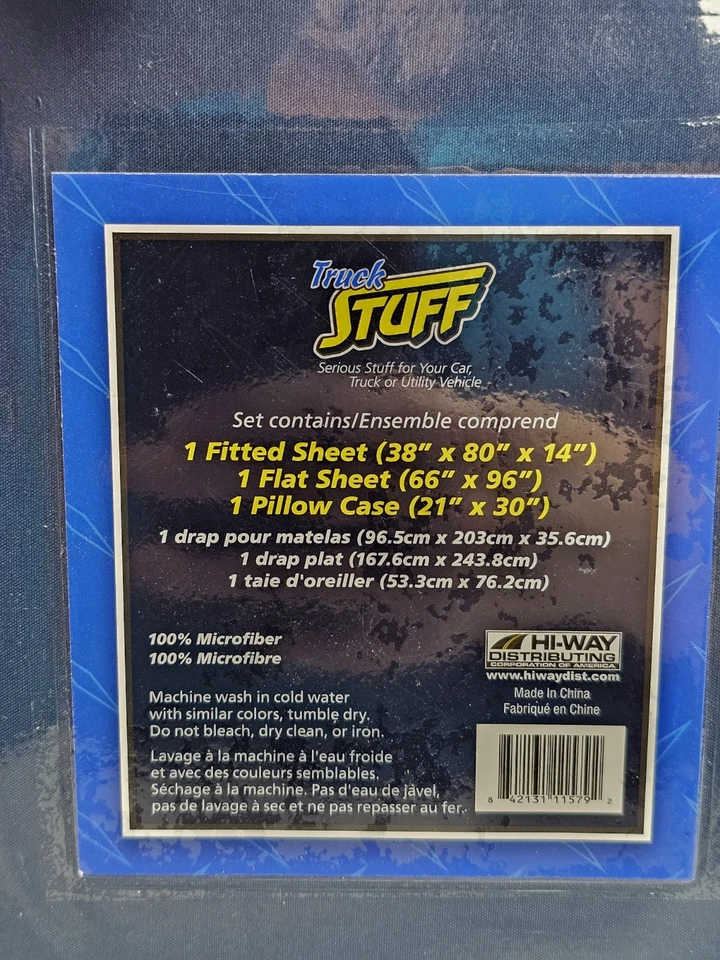 Truck
STUFF
Serious Stuff for Your Car,
Truck or Utility Vehicle
Set contains/Ensemble comprend
1 Fitted Sheet (38” x 80” x 14”)
1 Flat Sheet (66” x 96”)
1 Pillow Case (21” x 30”)
1 drap pour matelas (96.5cm x 203cm x 35.6cm)
1 drap plat (167.6cm x 243.8cm)
1 taie d'oreiller (53.3cm x 76.2cm)
100% Microfiber
100% Microfibre
Machine wash in cold water
with similar colors, tumble dry.
Do not bleach, dry clean, or iron.
Lavage à la machine à l'eau froide
et avec des couleurs semblables.
Séchage à la machine. Pas d'eau de javel,
pas de lavage à sec et ne pas repasser au fer.
HI-WAY
DISTRIBUTING
CORPORATION OF AMERICA
www.hiwaydist.com
Made In China
Fabriqué en Chine
8 42131 11579 2